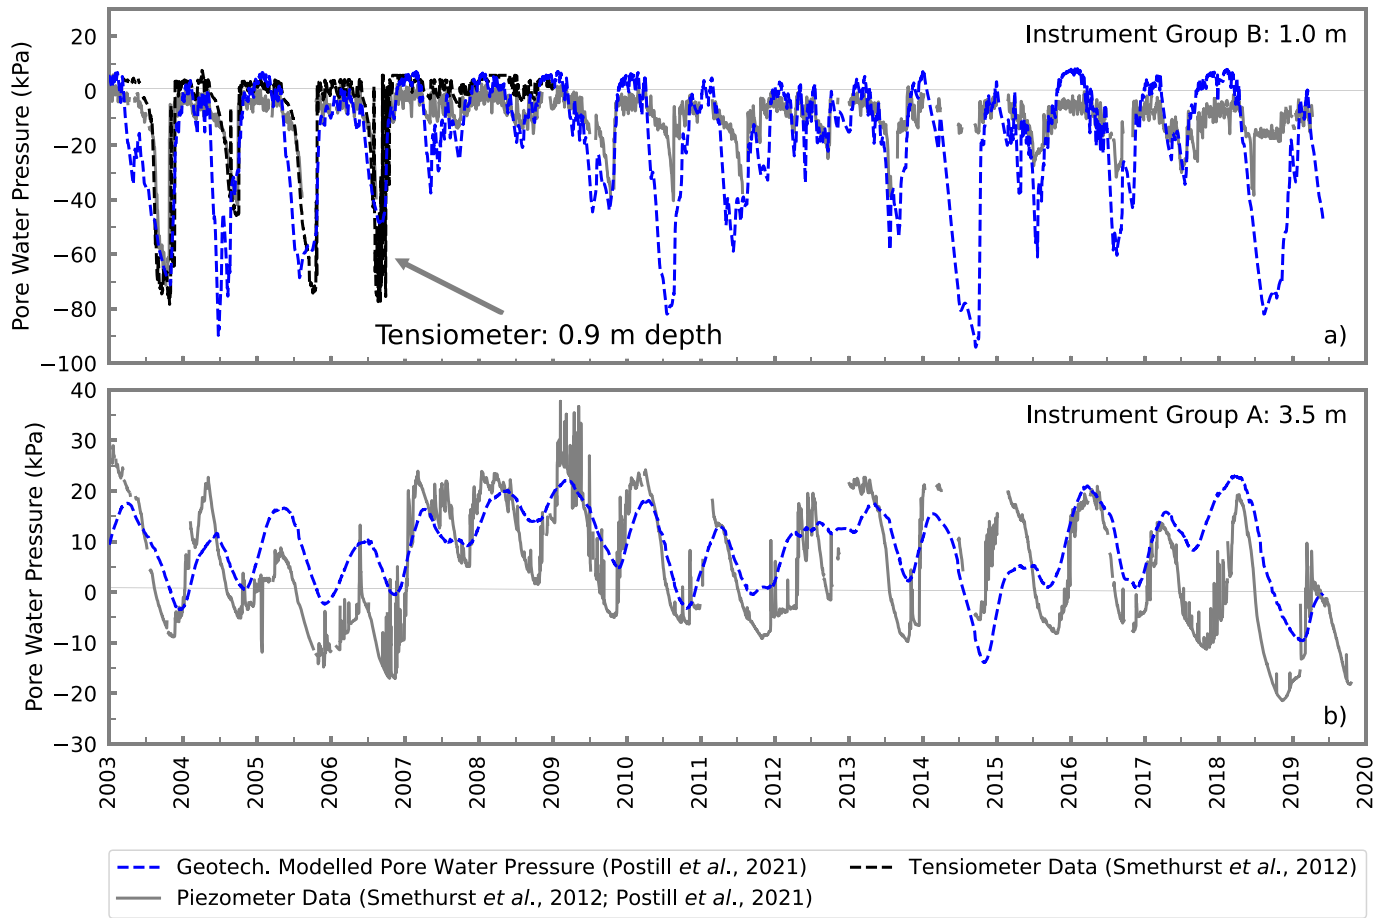 Instrument Group B: 1.0 m
Pore Water Pressure (kPa)
20
0
−20
−40
−60
−80
−100
Tensiometer: 0.9 m depth
a)
Instrument Group A: 3.5 m
Pore Water Pressure (kPa)
40
30
20
10
0
−10
−20
−30
b)
2003 2004 2005 2006 2007 2008 2009 2010 2011 2012 2013 2014 2015 2016 2017 2018 2019 2020
Geotech. Modelled Pore Water Pressure (Postill et al., 2021)
Piezometer Data (Smethurst et al., 2012; Postill et al., 2021)
Tensiometer Data (Smethurst et al., 2012)